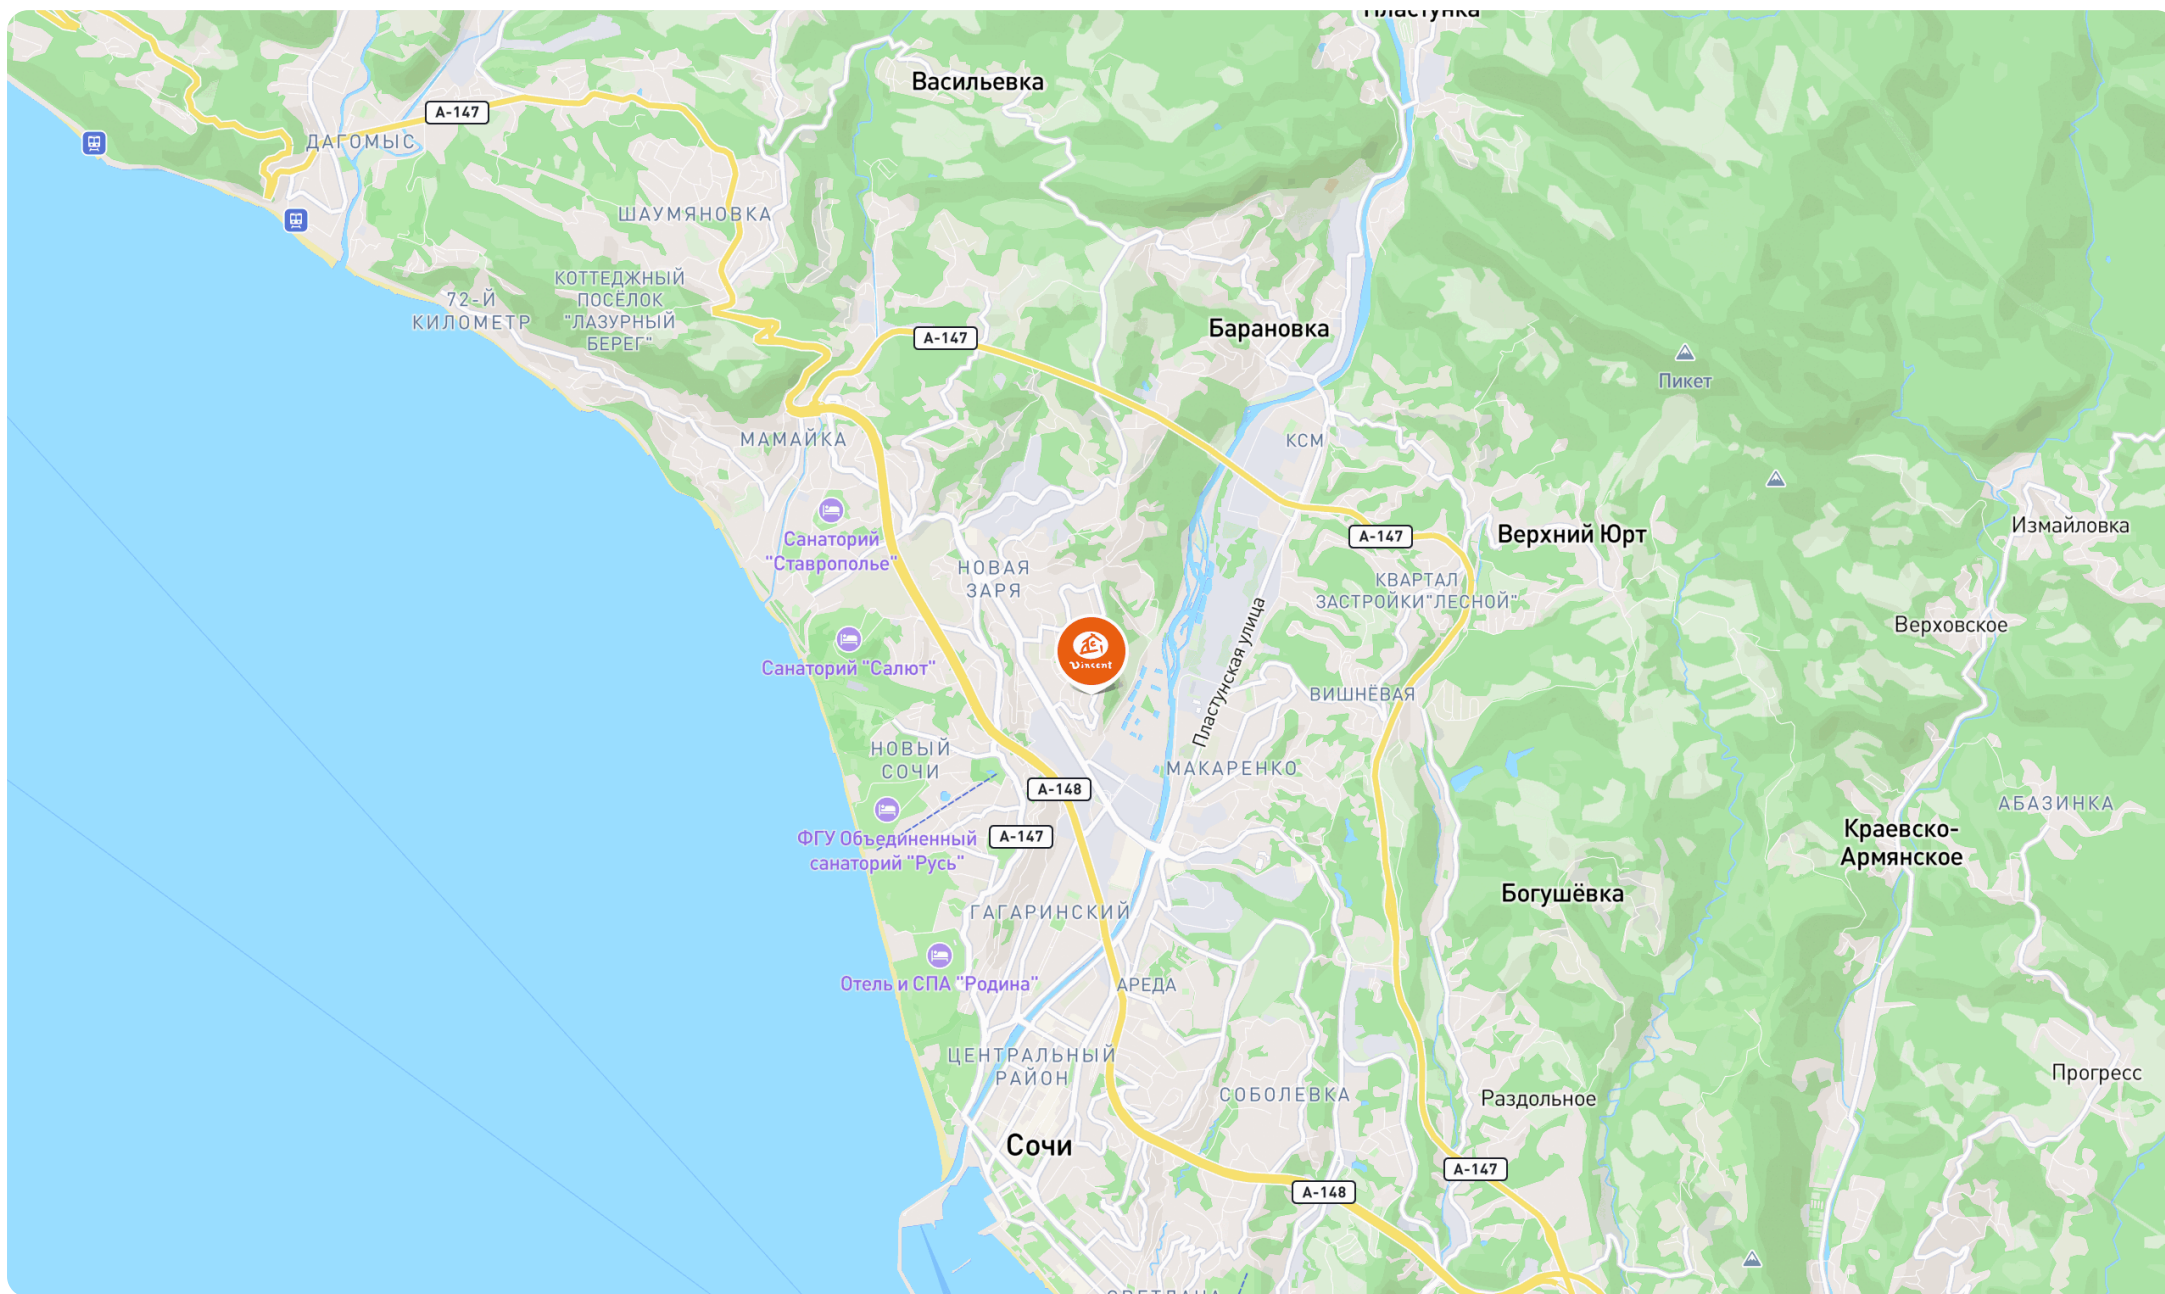 Пластунка
Васильевка
А-147
ДАГОМЫС
ШАУМЯНОВКА
КОТТЕДЖНЫЙ
ПОСЁЛОК
"ЛАЗУРНЫЙ
БЕРЕГ"
72-Й
КИЛОМЕТР
Барановка
А-147
Пикет
МАМАЙКА
КСМ
Санаторий
"Ставрополье"
А-147
Верхний Юрт
Измайловка
НОВАЯ
ЗАРЯ
КВАРТАЛ
ЗАСТРОЙКИ"ЛЕСНОЙ"
Верховское
Vincent
Санаторий "Салют"
Пластунская улица
ВИШНЁВАЯ
НОВЫЙ
СОЧИ
МАКАРЕНКО
А-148
АБАЗИНКА
ФГУ Объединенный
санаторий "Русь"
А-147
Краевско-
Армянское
Богушёвка
ГАГАРИНСКИЙ
Отель и СПА "Родина"
АРЕДА
ЦЕНТРАЛЬНЫЙ
РАЙОН
Прогресс
СОБОЛЕВКА
Раздольное
Сочи
А-147
А-148
СВЕТЛАНА